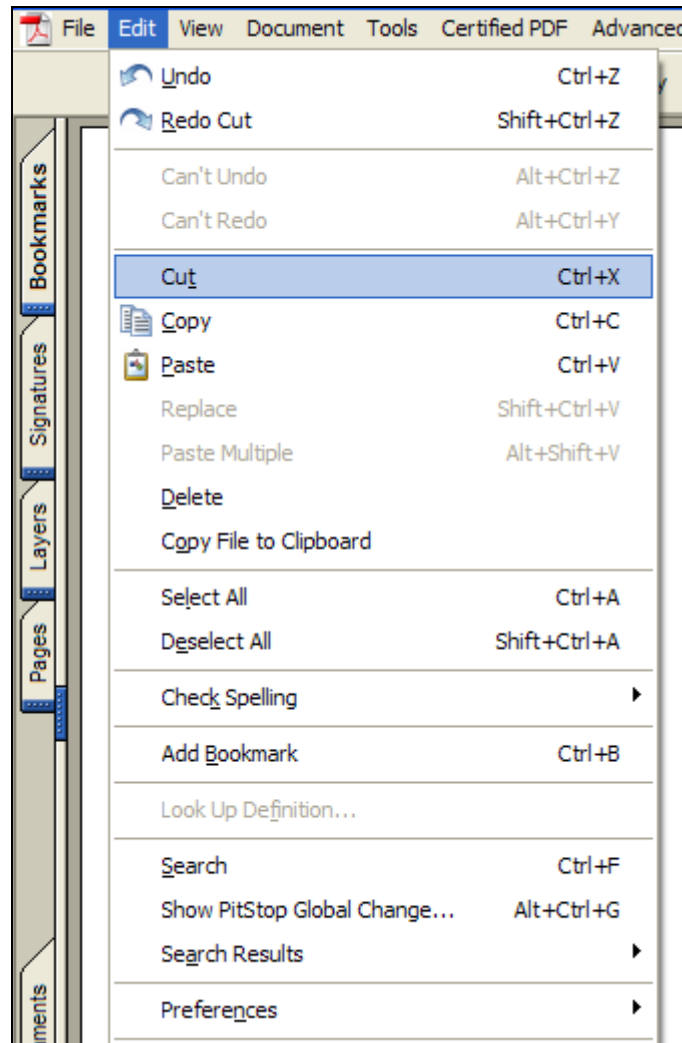 File Edit View Document Tools Certified PDF Advanced
Undo Ctrl+Z
Redo Cut Shift+Ctrl+Z
Can't Undo Alt+Ctrl+Z
Can't Redo Alt+Ctrl+Y
Cut Ctrl+X
Copy Ctrl+C
Paste Ctrl+V
Replace Shift+Ctrl+V
Paste Multiple Alt+Shift+V
Delete
Copy File to Clipboard
Select All Ctrl+A
Deselect All Shift+Ctrl+A
Check Spelling
Add Bookmark Ctrl+B
Look Up Definition...
Search Ctrl+F
Show PitStop Global Change... Alt+Ctrl+G
Search Results
Preferences
Bookmarks
Signatures
Layers
Pages